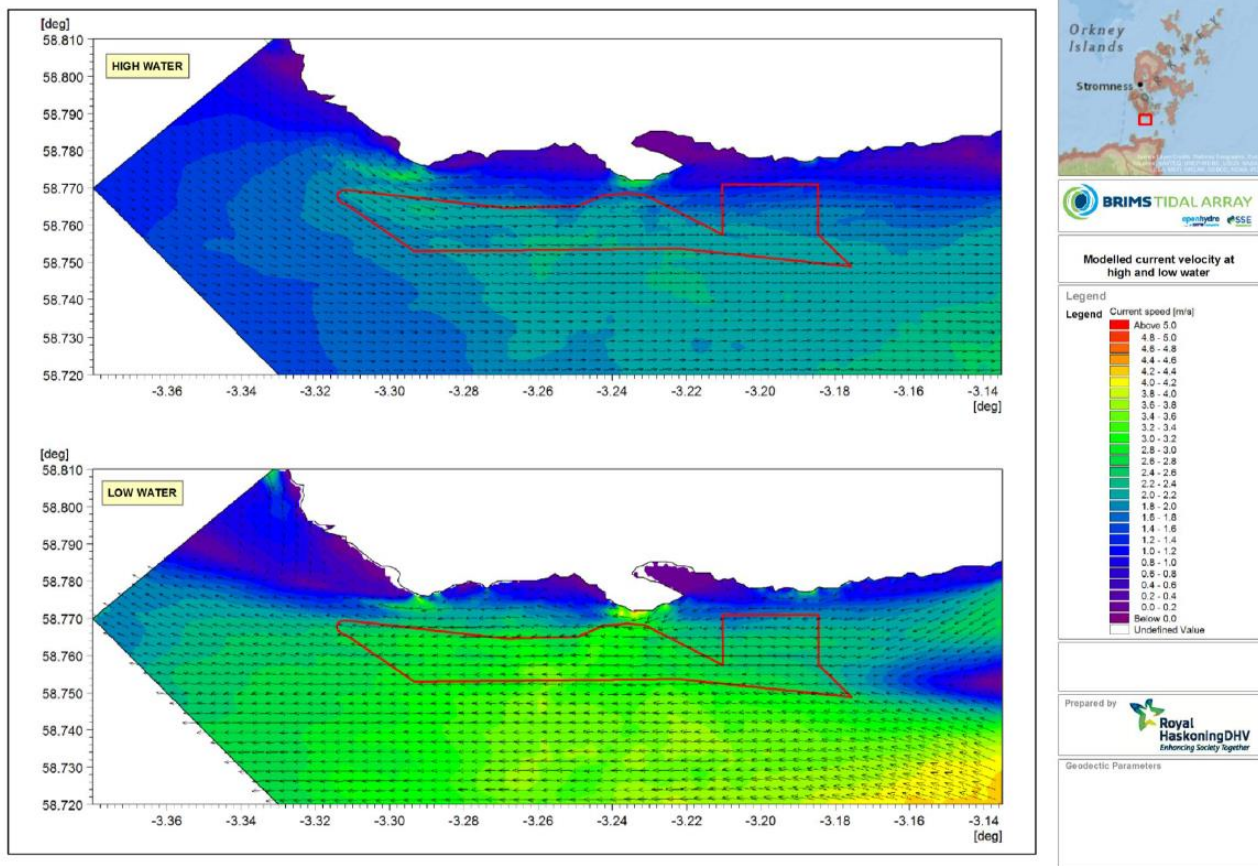 [deg]
58.810
58.800
58.790
58.780
58.770
58.760
58.750
58.740
58.730
58.720
HIGH WATER
-3.36
-3.34
-3.32
-3.30
-3.28
-3.26
-3.24
-3.22
-3.20
-3.18
-3.16
-3.14
[deg]
[deg]
58.810
58.800
58.790
58.780
58.770
58.760
58.750
58.740
58.730
58.720
LOW WATER
-3.36
-3.34
-3.32
-3.30
-3.28
-3.26
-3.24
-3.22
-3.20
-3.18
-3.16
-3.14
[deg]
Orkney
Islands
ORKNEY
Stromness
BRIMS TIDAL ARRAY
openhydro
SSE
Modelled current velocity at
high and low water
Legend
Legend
Current speed [m/s]
Above 5.0
4.8 - 5.0
4.6 - 4.8
4.4 - 4.6
4.2 - 4.4
4.0 - 4.2
3.8 - 4.0
3.6 - 3.8
3.4 - 3.6
3.2 - 3.4
3.0 - 3.2
2.8 - 3.0
2.6 - 2.8
2.4 - 2.6
2.2 - 2.4
2.0 - 2.2
1.8 - 2.0
1.6 - 1.8
1.4 - 1.6
1.2 - 1.4
1.0 - 1.2
0.8 - 1.0
0.6 - 0.8
0.4 - 0.6
0.2 - 0.4
0.0 - 0.2
Below 0.0
Undefined Value
Prepared by
Royal
HaskoningDHV
Enhancing Society Together
Geodectic Parameters